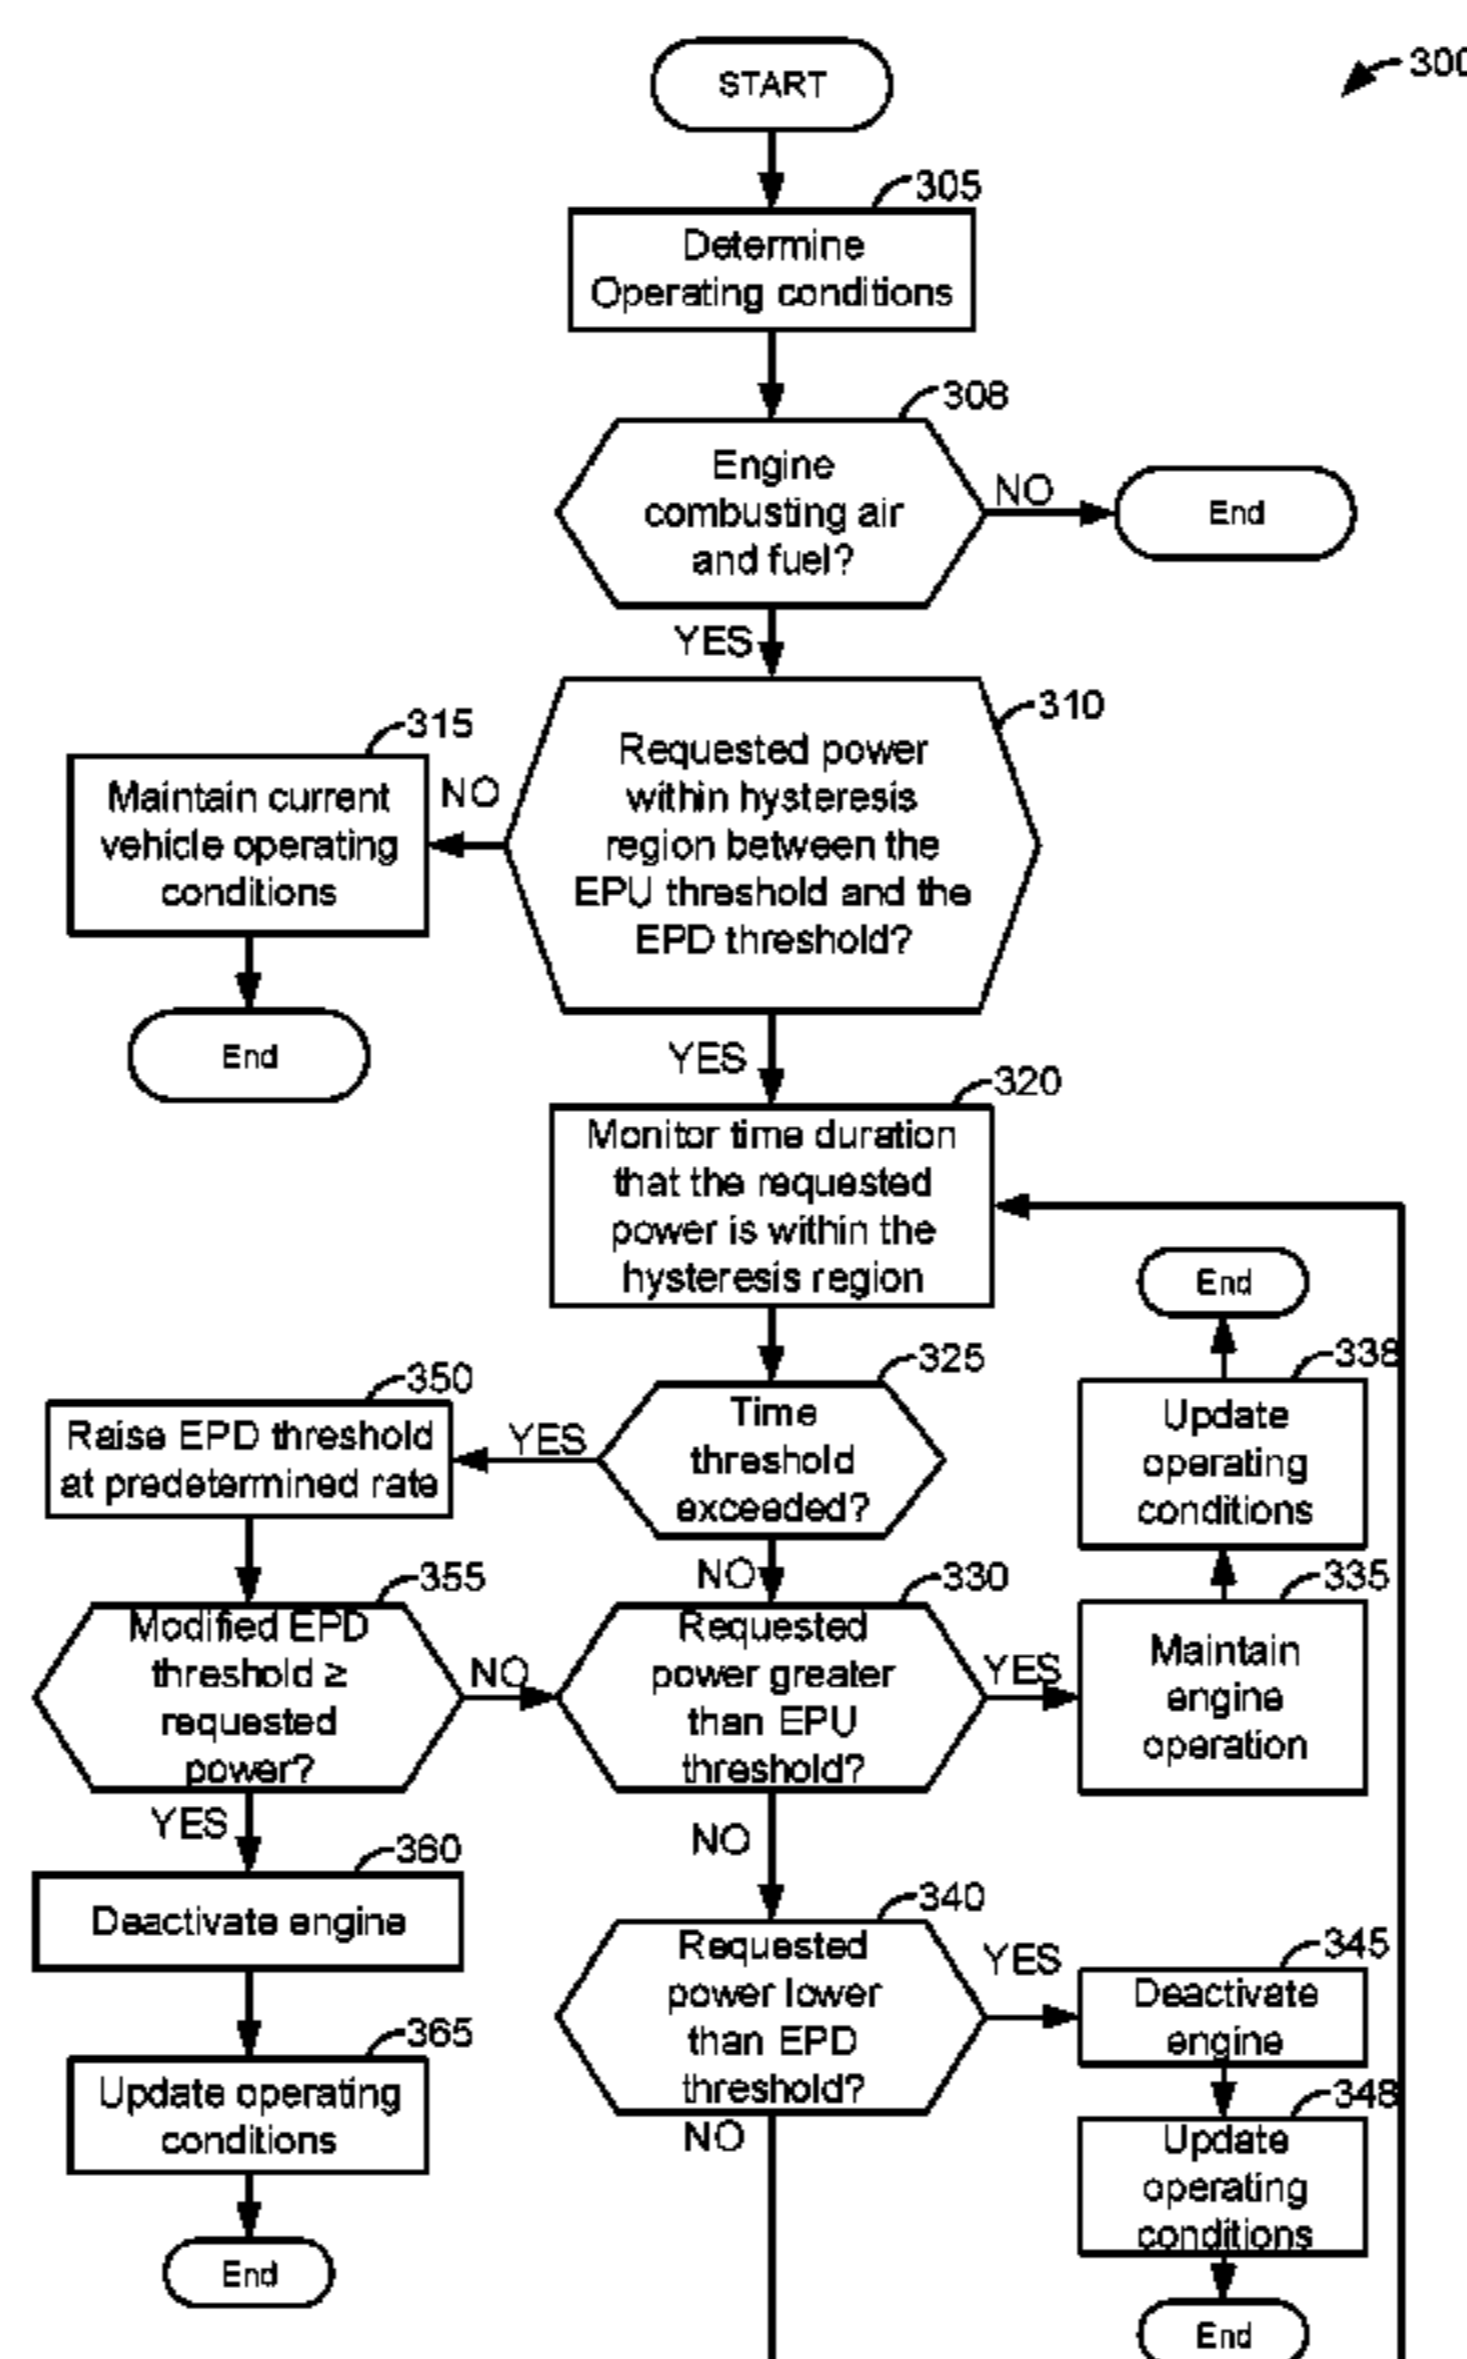 300
START
305
Determine
Operating conditions
308
Engine
combusting air
and fuel?
NO
End
YES
310
Requested power
within hysteresis
region between the
EPU threshold and the
EPD threshold?
315
NO
Maintain current
vehicle operating
conditions
End
YES
320
Monitor time duration
that the requested
power is within the
hysteresis region
End
325
Time
threshold
exceeded?
338
Update
operating
conditions
350
YES
Raise EPD threshold
at predetermined rate
NO
355
Modified EPD
threshold ≥
requested
power?
NO
330
Requested
power greater
than EPU
threshold?
YES
335
Maintain
engine
operation
YES
360
Deactivate engine
NO
340
Requested
power lower
than EPD
threshold?
YES
345
Deactivate
engine
365
Update operating
conditions
End
NO
348
Update
operating
conditions
End